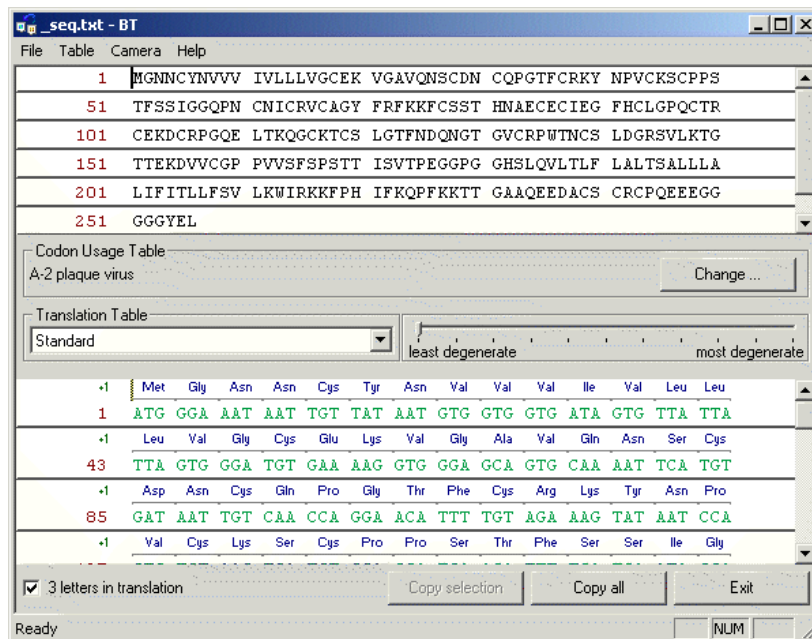 _seq.txt - BT
File Table Camera Help
1 MGNNCYNVVV IVLLLVGCEK VGAVQNSCDN CQPGTFCRKY NPVCKSCPPS
51 TFSSIGGQPN CNICRVCAGY FRFKKFCSST HNAECECIEG FHCLGPQCTR
101 CEKDCRPGQE LTKQGCKTCS LGTFNDQNGT GVCRPWTNCS LDGRSVLKTG
151 TTEKDVVCGP PVVSFSPSTT ISVTPEGGPG GHSLQVLTLF LALTSALLLA
201 LIFITLLFSV LKWIRKKFPH IFKQPFKKTT GAAQEEDACS CRCPQEEEGG
251 GGGYEL
Codon Usage Table
A-2 plaque virus
Change ...
Translation Table
Standard
least degenerate most degenerate
+1 Met Gly Asn Asn Cys Tyr Asn Val Val Val Ile Val Leu Leu
1 ATG GGA AAT AAT TGT TAT AAT GTG GTG GTG ATA GTG TTA TTA
+1 Leu Val Gly Cys Glu Lys Val Gly Ala Val Gln Asn Ser Cys
43 TTA GTG GGA TGT GAA AAG GTG GGA GCA GTG CAA AAT TCA TGT
+1 Asp Asn Cys Gln Pro Gly Thr Phe Cys Arg Lys Tyr Asn Pro
85 GAT AAT TGT CAA CCA GGA ACA TTT TGT AGA AAG TAT AAT CCA
+1 Val Cys Lys Ser Cys Pro Pro Ser Thr Phe Ser Ser Ile Gly
3 letters in translation
Copy selection Copy all Exit
Ready NUM